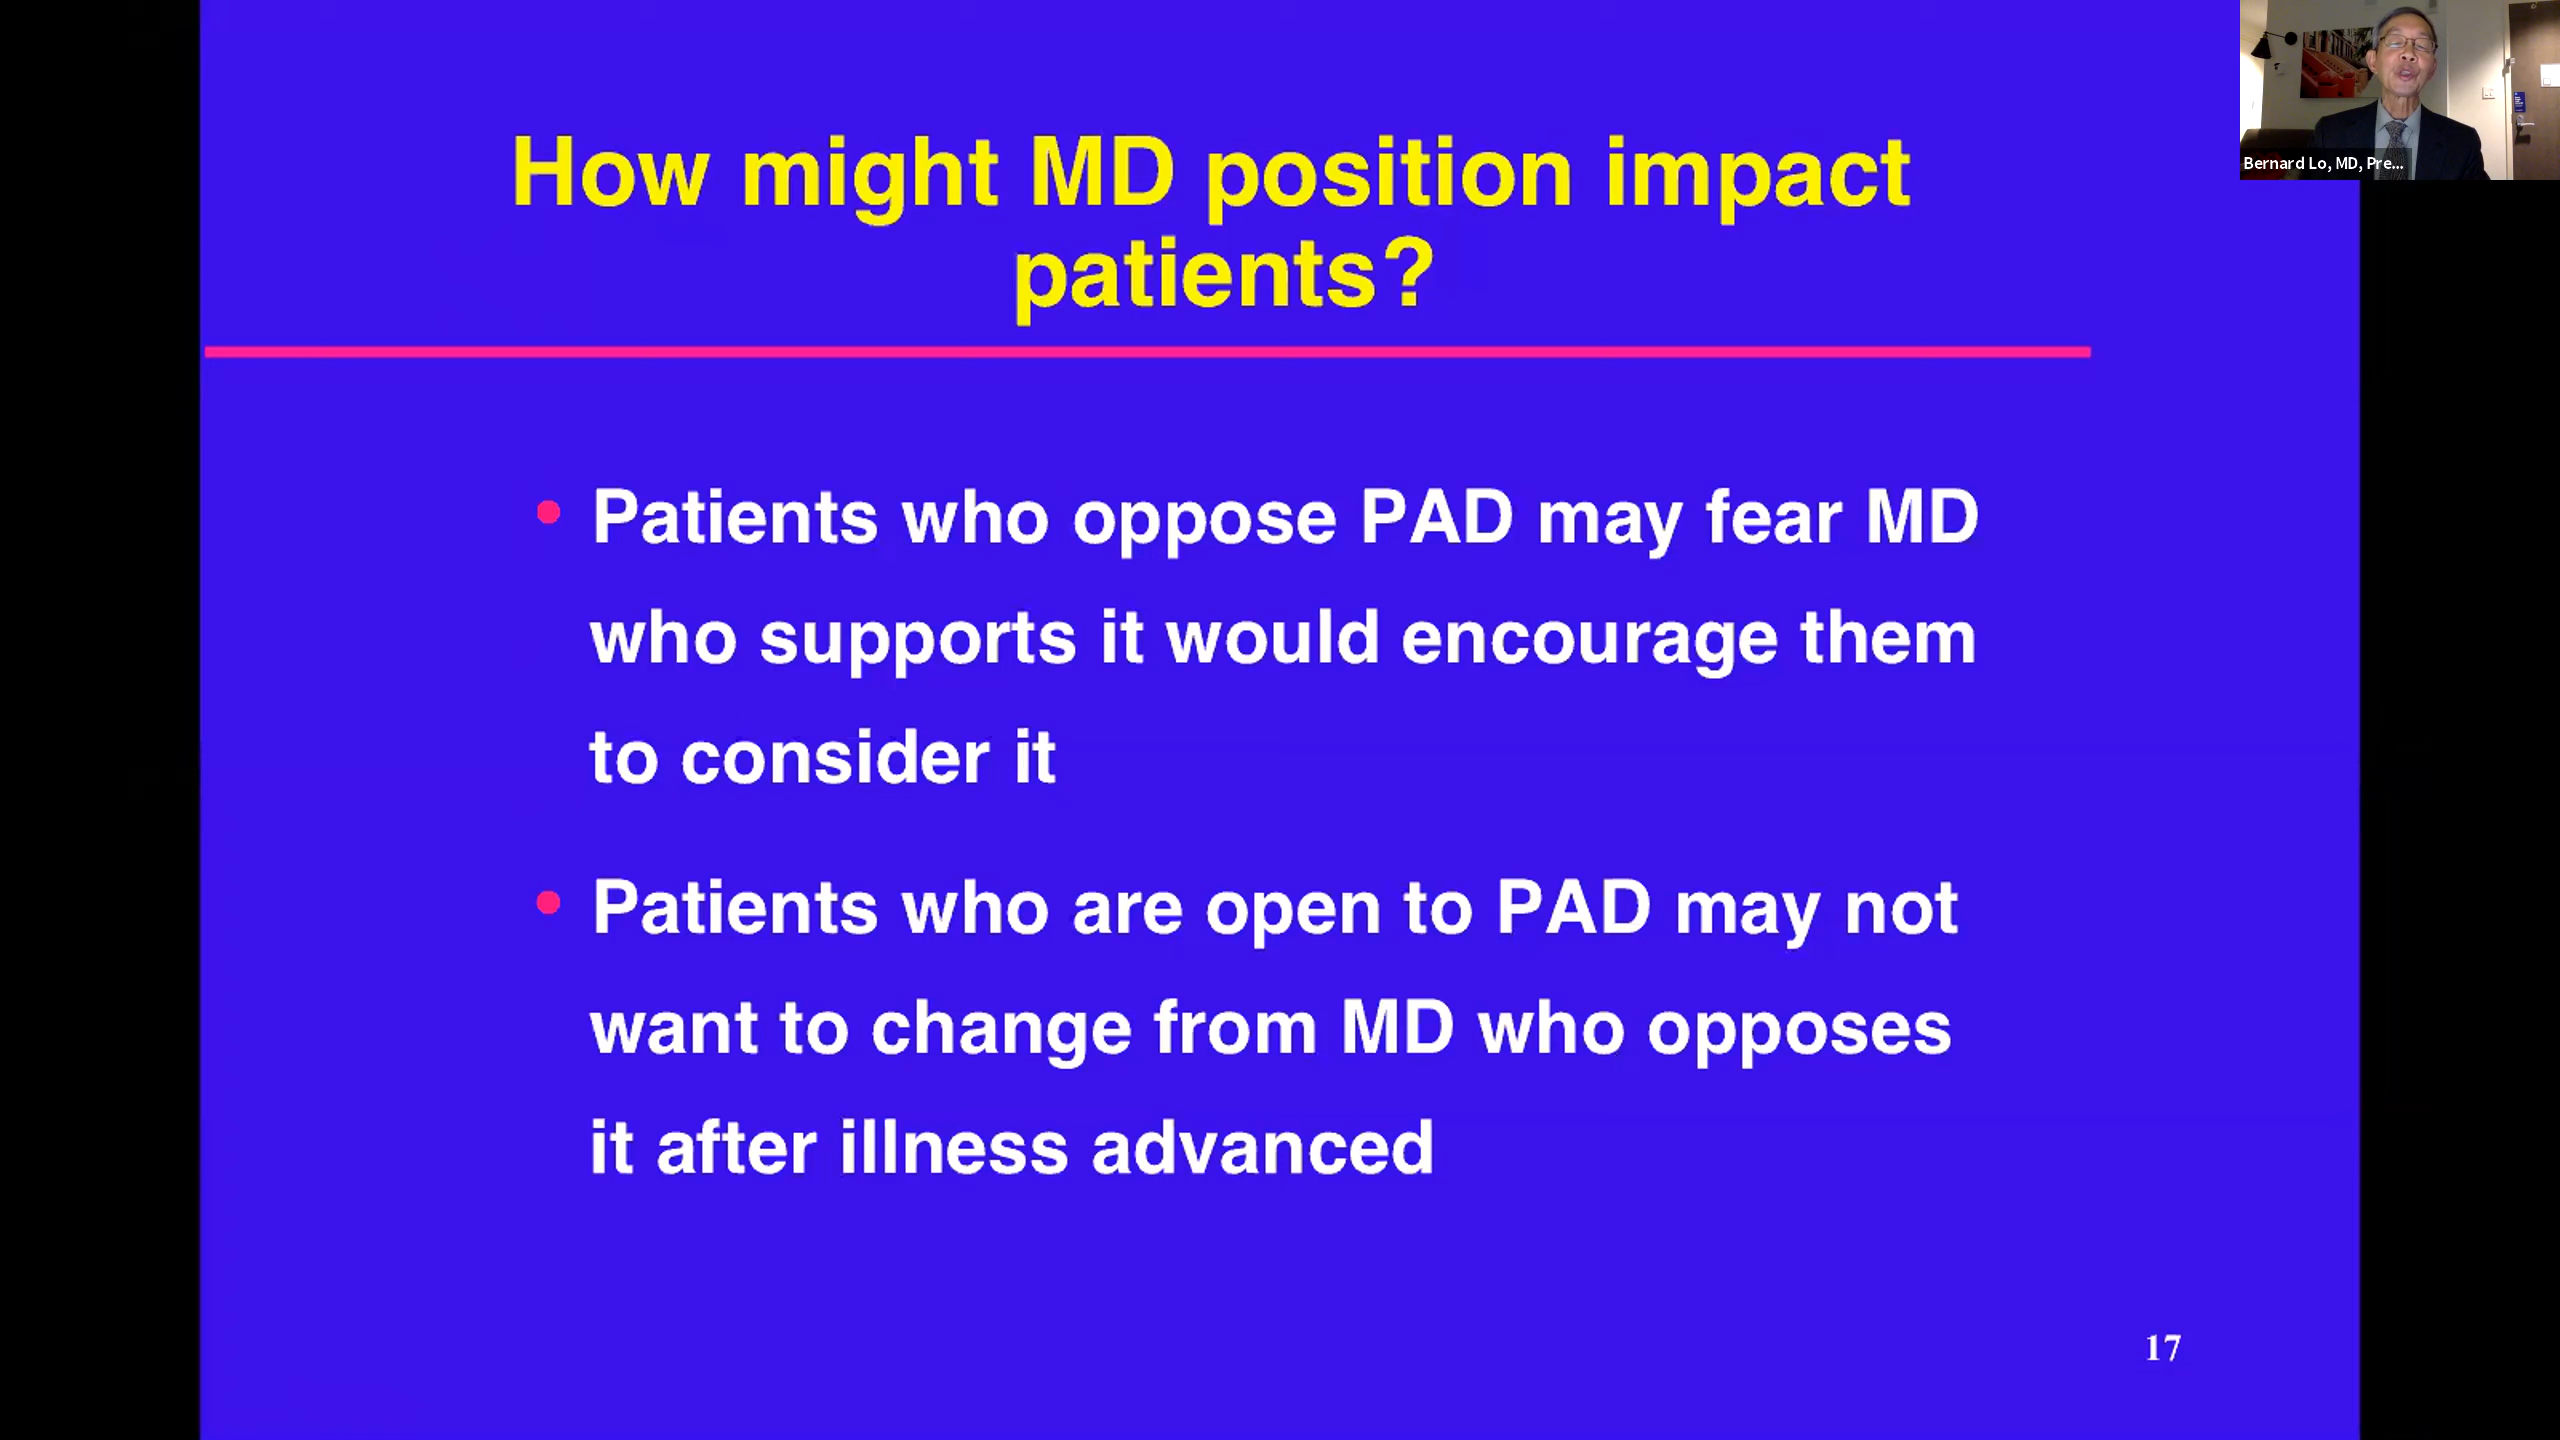 How might MD position impact
patients?
• Patients who oppose PAD may fear MD
who supports it would encourage them
to consider it
• Patients who are open to PAD may not
want to change from MD who opposes
it after illness advanced
17
Bernard Lo, MD, Pre...